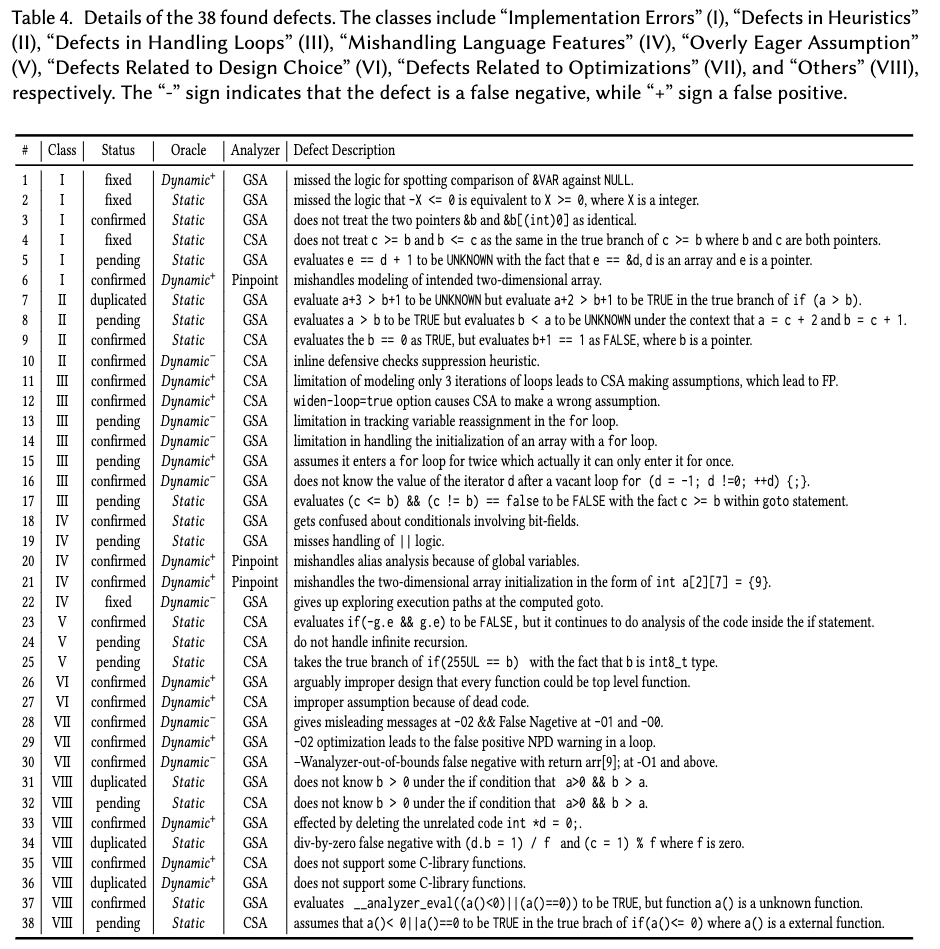 Table 4. Details of the 38 found defects. The classes include “Implementation Errors” (I), “Defects in Heuristics”
(II), “Defects in Handling Loops” (III), “Mishandling Language Features” (IV), “Overly Eager Assumption”
(V), “Defects Related to Design Choice” (VI), “Defects Related to Optimizations” (VII), and “Others” (VIII),
respectively. The “-” sign indicates that the defect is a false negative, while “+” sign a false positive.
# Class Status Oracle Analyzer Defect Description
1 I fixed Dynamic+ GSA missed the logic for spotting comparison of &VAR against NULL.
2 I fixed Static GSA missed the logic that -X <= 0 is equivalent to X >= 0, where X is a integer.
3 I confirmed Static GSA does not treat the two pointers &b and &b[(int)0] as identical.
4 I fixed Static CSA does not treat c >= b and b <= c as the same in the true branch of c >= b where b and c are both pointers.
5 I pending Static GSA evaluates e == d + 1 to be UNKNOWN with the fact that e == &d, d is an array and e is a pointer.
6 I confirmed Dynamic+ Pinpoint mishandles modeling of intended two-dimensional array.
7 II duplicated Static GSA evaluate a+3 > b+1 to be UNKNOWN but evaluate a+2 > b+1 to be TRUE in the true branch of if (a > b).
8 II pending Static GSA evaluates a > b to be TRUE but evaluates b < a to be UNKNOWN under the context that a = c + 2 and b = c + 1.
9 II confirmed Static CSA evaluates the b == 0 as TRUE, but evaluates b+1 == 1 as FALSE, where b is a pointer.
10 II confirmed Dynamic- CSA inline defensive checks suppression heuristic.
11 III confirmed Dynamic+ CSA limitation of modeling only 3 iterations of loops leads to CSA making assumptions, which lead to FP.
12 III confirmed Dynamic+ CSA widen-loop=true option causes CSA to make a wrong assumption.
13 III pending Dynamic- GSA limitation in tracking variable reassignment in the for loop.
14 III confirmed Dynamic- GSA limitation in handling the initialization of an array with a for loop.
15 III pending Dynamic+ GSA assumes it enters a for loop for twice which actually it can only enter it for once.
16 III confirmed Dynamic- GSA does not know the value of the iterator d after a vacant loop for (d = -1; d !=0; ++d) {;}.
17 III pending Static GSA evaluates (c <= b) && (c != b) == false to be FALSE with the fact c >= b within goto statement.
18 IV confirmed Static GSA gets confused about conditionals involving bit-fields.
19 IV pending Static GSA misses handling of || logic.
20 IV confirmed Dynamic+ Pinpoint mishandles alias analysis because of global variables.
21 IV confirmed Dynamic+ Pinpoint mishandles the two-dimensional array initialization in the form of int a[2][7] = {9}.
22 IV fixed Dynamic- GSA gives up exploring execution paths at the computed goto.
23 V confirmed Static CSA evaluates if(-g.e && g.e) to be FALSE, but it continues to do analysis of the code inside the if statement.
24 V pending Static CSA do not handle infinite recursion.
25 V pending Static CSA takes the true branch of if(255UL == b) with the fact that b is int8_t type.
26 VI confirmed Dynamic+ GSA arguably improper design that every function could be top level function.
27 VI confirmed Dynamic+ CSA improper assumption because of dead code.
28 VII confirmed Dynamic- GSA gives misleading messages at -O2 && False Nagetive at -O1 and -O0.
29 VII confirmed Dynamic+ GSA -O2 optimization leads to the false positive NPD warning in a loop.
30 VII confirmed Dynamic- GSA -Wanalyzer-out-of-bounds false negative with return arr[9]; at -O1 and above.
31 VIII duplicated Static GSA does not know b > 0 under the if condition that a>0 && b > a.
32 VIII pending Static CSA does not know b > 0 under the if condition that a>0 && b > a.
33 VIII confirmed Dynamic+ GSA effected by deleting the unrelated code int *d = 0;.
34 VIII duplicated Static GSA div-by-zero false negative with (d.b = 1) / f and (c = 1) % f where f is zero.
35 VIII confirmed Dynamic+ CSA does not support some C-library functions.
36 VIII duplicated Dynamic+ GSA does not support some C-library functions.
37 VIII confirmed Static GSA evaluates __analyzer_eval((a()<0)||(a()==0)) to be TRUE, but function a() is a unknown function.
38 VIII pending Static CSA assumes that a()< 0||a()==0 to be TRUE in the true brach of if(a()<= 0) where a() is a external function.